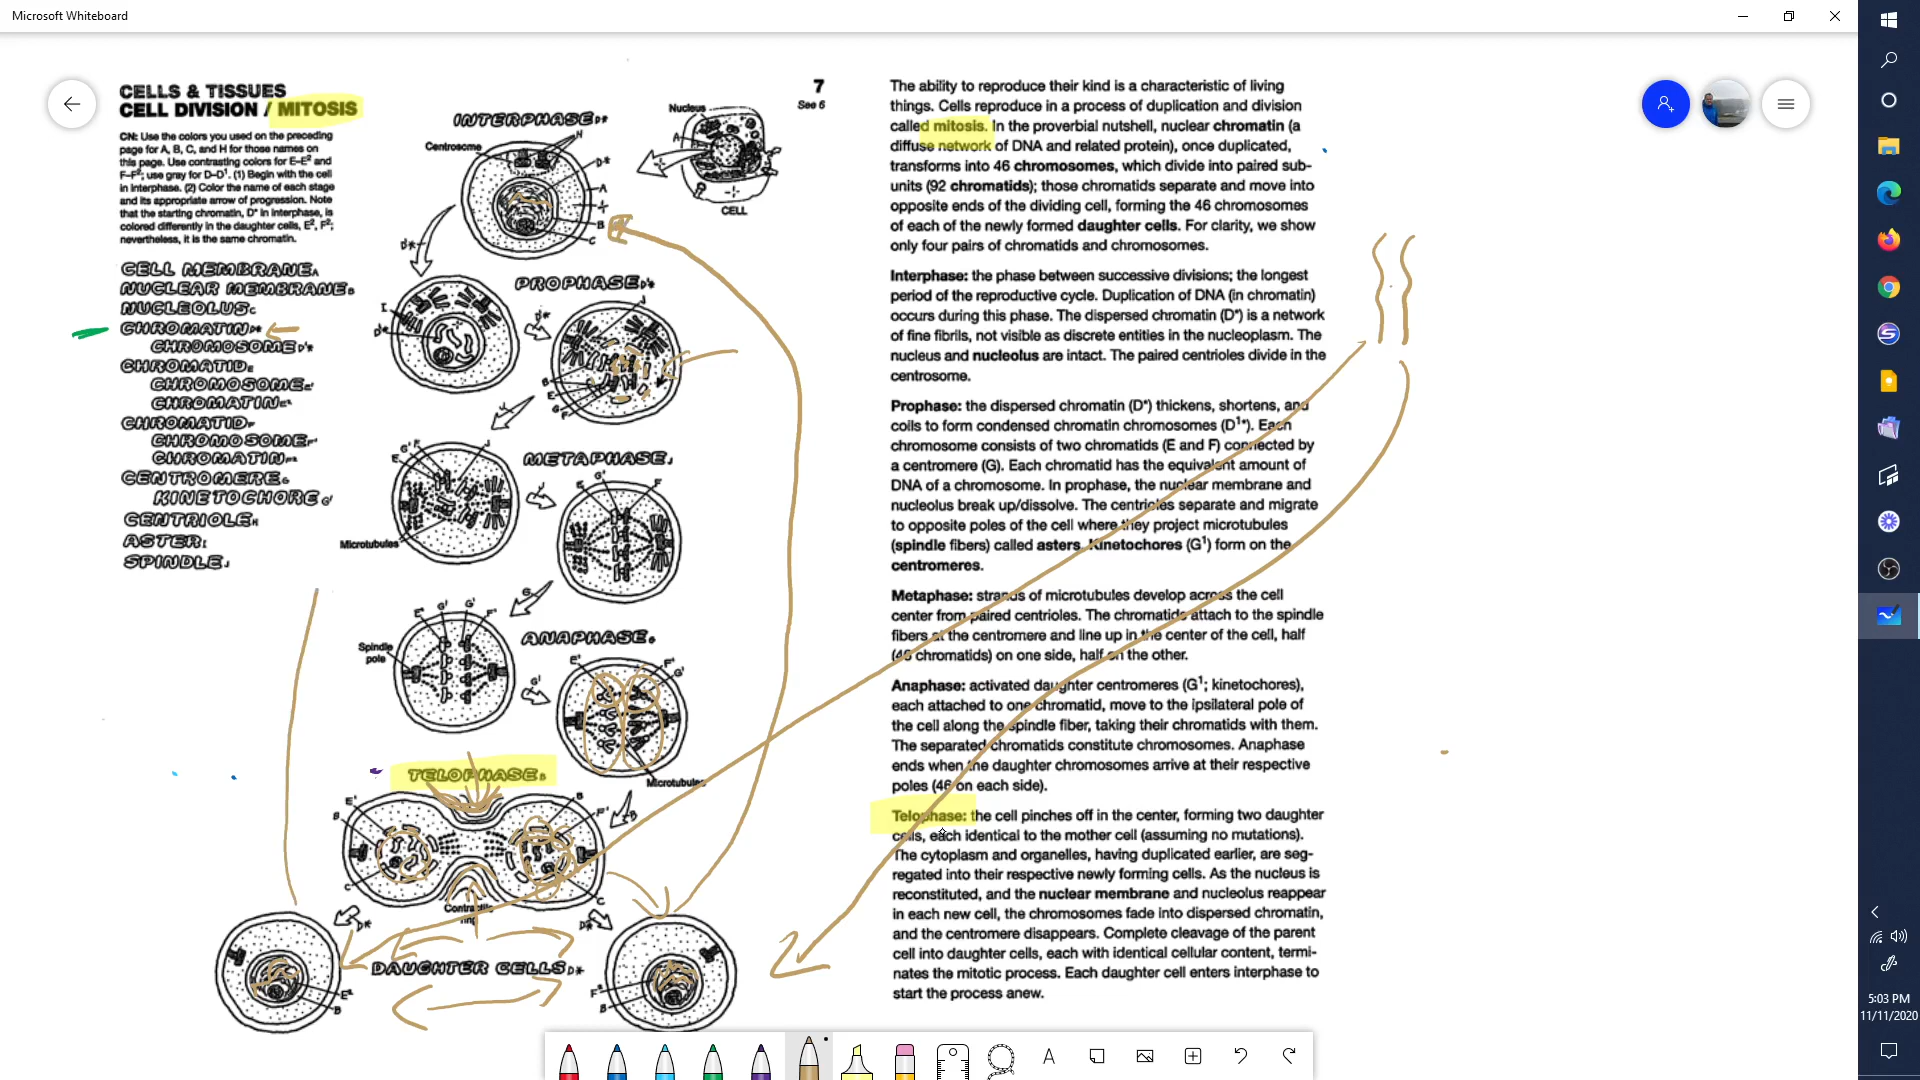 Microsoft Whiteboard
CELLS & TISSUES
CELL DIVISION / MITOSIS
CN: Use the colors you used on the preceding
page for A, B, C, and H for those names on
this page. Use contrasting colors for E–E² and
F–F²; use gray for D–D¹. (1) Begin with the cell
in interphase. (2) Color the name of each stage
and its appropriate arrow of progression. Note
that the starting chromatin, D* in interphase, is
colored differently in the daughter cells, E², F²;
nevertheless, it is the same chromatin.
CELL MEMBRANE A
NUCLEAR MEMBRANE B
NUCLEOLUS C
CHROMATIN D*
CHROMOSOME D¹*
CHROMATID E
CHROMOSOME E¹
CHROMATIN E²
CHROMATID F
CHROMOSOME F¹
CHROMATIN F²
CENTROMERE G
KINETOCHORE G¹
CENTRIOLE H
ASTER I
SPINDLE J
7
See 6
INTERPHASE D*
Centrosome
H
D*
A
B
C
Nucleus
A
CELL
D*
I
D*
PROPHASE D¹*
D¹*
J
B
E
G
F
METAPHASE J
E
G¹
F
J
Microtubules
J
E
G¹
F
G
ANAPHASE G
E¹
G¹
G¹
F¹
Spindle
pole
G¹
E¹
F¹
G¹
Microtubules
TELOPHASE B
B
E¹
B
C
B
F¹
C
Contractile
ring
D*
D*
DAUGHTER CELLS D*
E²
B
F²
B
The ability to reproduce their kind is a characteristic of living
things. Cells reproduce in a process of duplication and division
called mitosis. In the proverbial nutshell, nuclear chromatin (a
diffuse network of DNA and related protein), once duplicated,
transforms into 46 chromosomes, which divide into paired sub-
units (92 chromatids); those chromatids separate and move into
opposite ends of the dividing cell, forming the 46 chromosomes
of each of the newly formed daughter cells. For clarity, we show
only four pairs of chromatids and chromosomes.
Interphase: the phase between successive divisions; the longest
period of the reproductive cycle. Duplication of DNA (in chromatin)
occurs during this phase. The dispersed chromatin (D*) is a network
of fine fibrils, not visible as discrete entities in the nucleoplasm. The
nucleus and nucleolus are intact. The paired centrioles divide in the
centrosome.
Prophase: the dispersed chromatin (D*) thickens, shortens, and
coils to form condensed chromatin chromosomes (D¹*). Each
chromosome consists of two chromatids (E and F) connected by
a centromere (G). Each chromatid has the equivalent amount of
DNA of a chromosome. In prophase, the nuclear membrane and
nucleolus break up/dissolve. The centrioles separate and migrate
to opposite poles of the cell where they project microtubules
(spindle fibers) called asters. Kinetochores (G¹) form on the
centromeres.
Metaphase: strands of microtubules develop across the cell
center from paired centrioles. The chromatids attach to the spindle
fibers at the centromere and line up in the center of the cell, half
(46 chromatids) on one side, half on the other.
Anaphase: activated daughter centromeres (G¹; kinetochores),
each attached to one chromatid, move to the ipsilateral pole of
the cell along the spindle fiber, taking their chromatids with them.
The separated chromatids constitute chromosomes. Anaphase
ends when the daughter chromosomes arrive at their respective
poles (46 on each side).
Telophase: the cell pinches off in the center, forming two daughter
cells, each identical to the mother cell (assuming no mutations).
The cytoplasm and organelles, having duplicated earlier, are seg-
regated into their respective newly forming cells. As the nucleus is
reconstituted, and the nuclear membrane and nucleolus reappear
in each new cell, the chromosomes fade into dispersed chromatin,
and the centromere disappears. Complete cleavage of the parent
cell into daughter cells, each with identical cellular content, termi-
nates the mitotic process. Each daughter cell enters interphase to
start the process anew.
5:03 PM
11/11/2020